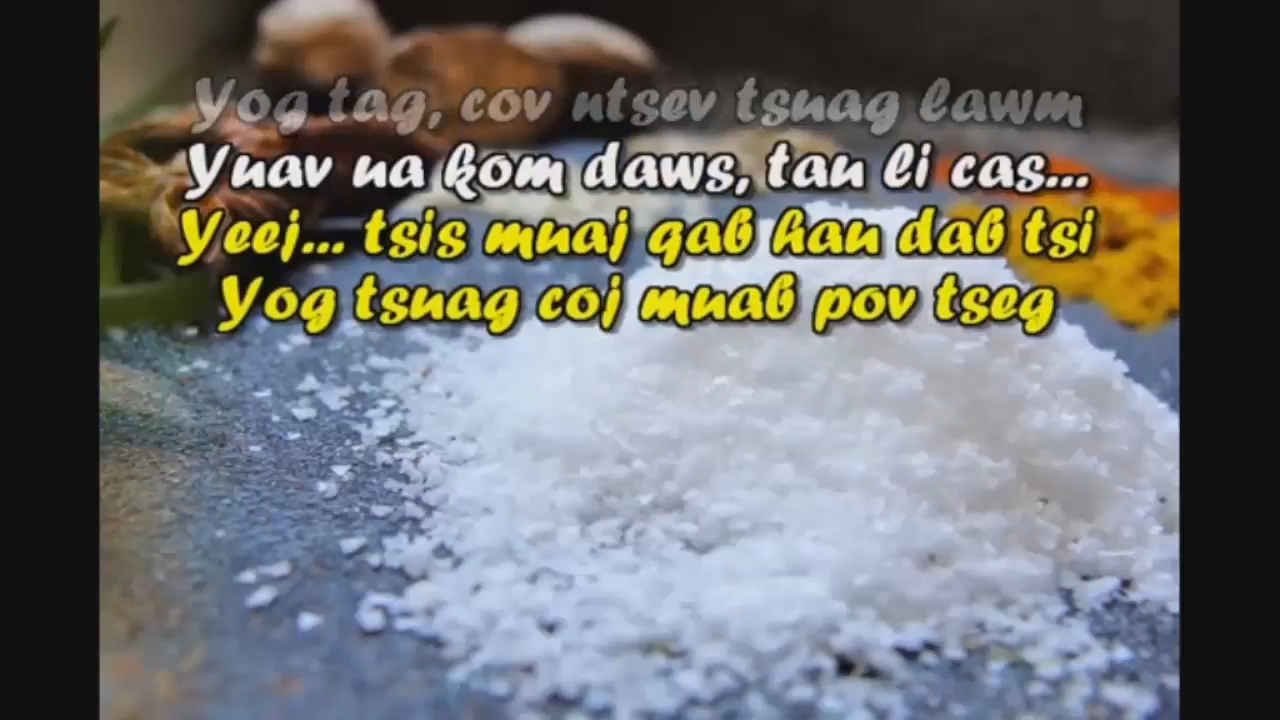 Yog tag, cov ntsev tsuag lawm
Yuav ua kom daws, tau li cas...
Yeej... tsis muaj qab hau dab tsi
Yog tsuag coj muab pov tseg